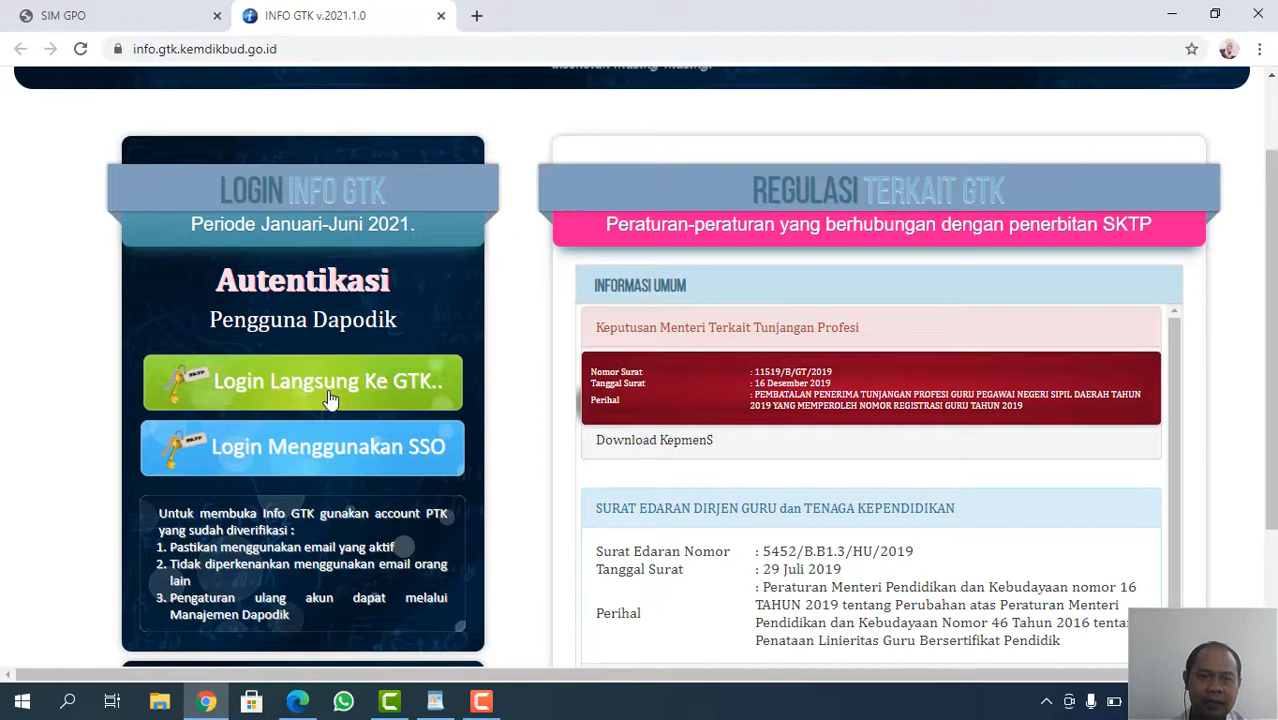 SIM GPO
INFO GTK v.2021.1.0
info.gtk.kemdikbud.go.id
LOGIN INFO GTK
Periode Januari-Juni 2021.
Autentikasi
Pengguna Dapodik
SKTP
Login Langsung Ke GTK..
SKTP
Login Menggunakan SSO
Untuk membuka Info GTK gunakan account PTK
yang sudah diverifikasi :
1. Pastikan menggunakan email yang aktif
2. Tidak diperkenankan menggunakan email orang
lain
3. Pengaturan ulang akun dapat melalui
Manajemen Dapodik
REGULASI TERKAIT GTK
Peraturan-peraturan yang berhubungan dengan penerbitan SKTP
INFORMASI UMUM
Keputusan Menteri Terkait Tunjangan Profesi
Nomor Surat : 11519/B/GT/2019
Tanggal Surat : 16 Desember 2019
Perihal : PEMBATALAN PENERIMA TUNJANGAN PROFESI GURU PEGAWAI NEGERI SIPIL DAERAH TAHUN
2019 YANG MEMPEROLEH NOMOR REGISTRASI GURU TAHUN 2019
Download KepmenS
SURAT EDARAN DIRJEN GURU dan TENAGA KEPENDIDIKAN
Surat Edaran Nomor : 5452/B.B1.3/HU/2019
Tanggal Surat : 29 Juli 2019
Perihal : Peraturan Menteri Pendidikan dan Kebudayaan nomor 16
TAHUN 2019 tentang Perubahan atas Peraturan Menteri
Pendidikan dan Kebudayaan Nomor 46 Tahun 2016
Penataan Linieritas Guru Bersertifikat Pendidik